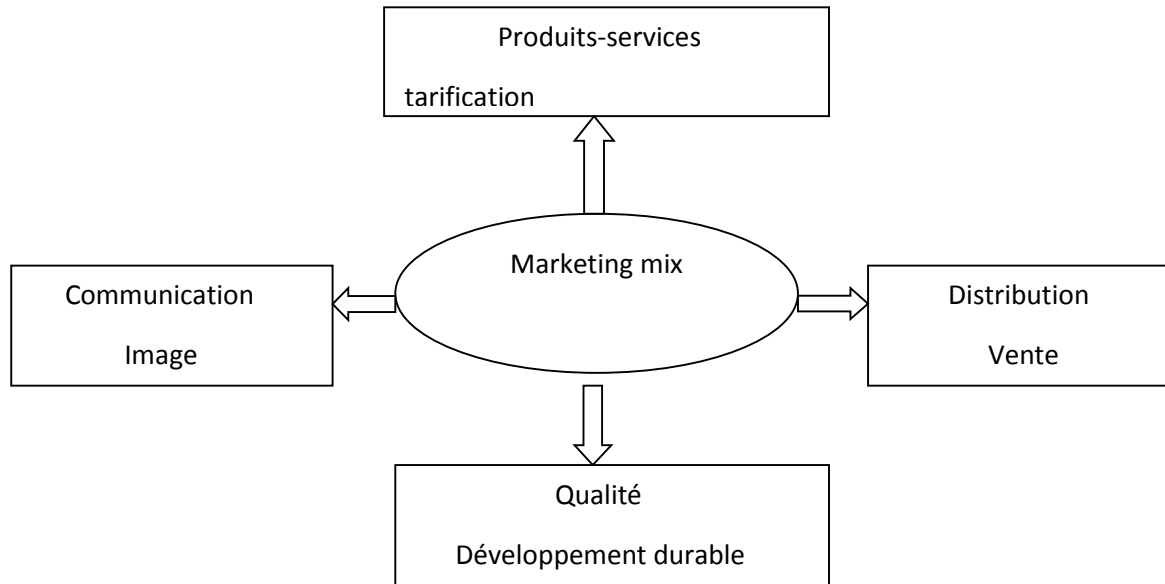 Produits-services
tarification
Marketing mix
Communication
Image
Distribution
Vente
Qualité
Développement durable